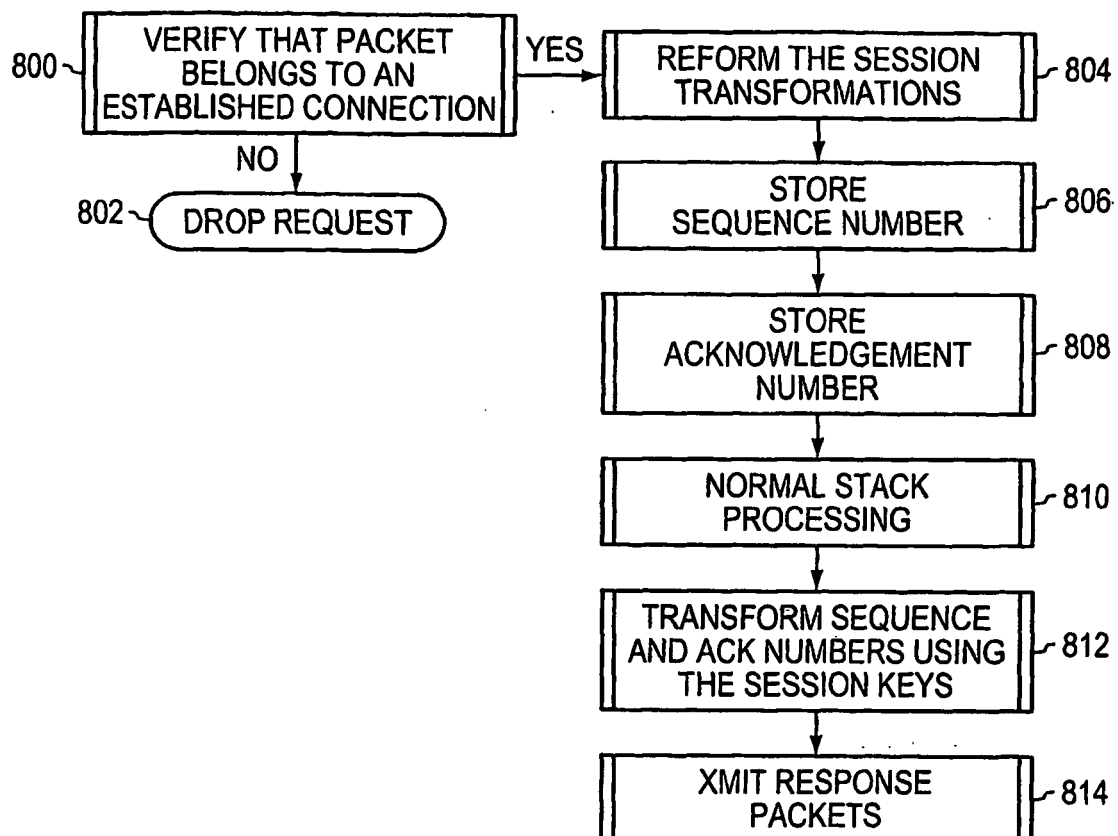 800
VERIFY THAT PACKET
BELONGS TO AN
ESTABLISHED CONNECTION
YES
NO
802
DROP REQUEST
REFORM THE SESSION
TRANSFORMATIONS
804
STORE
SEQUENCE NUMBER
806
STORE
ACKNOWLEDGEMENT
NUMBER
808
NORMAL STACK
PROCESSING
810
TRANSFORM SEQUENCE
AND ACK NUMBERS USING
THE SESSION KEYS
812
XMIT RESPONSE
PACKETS
814